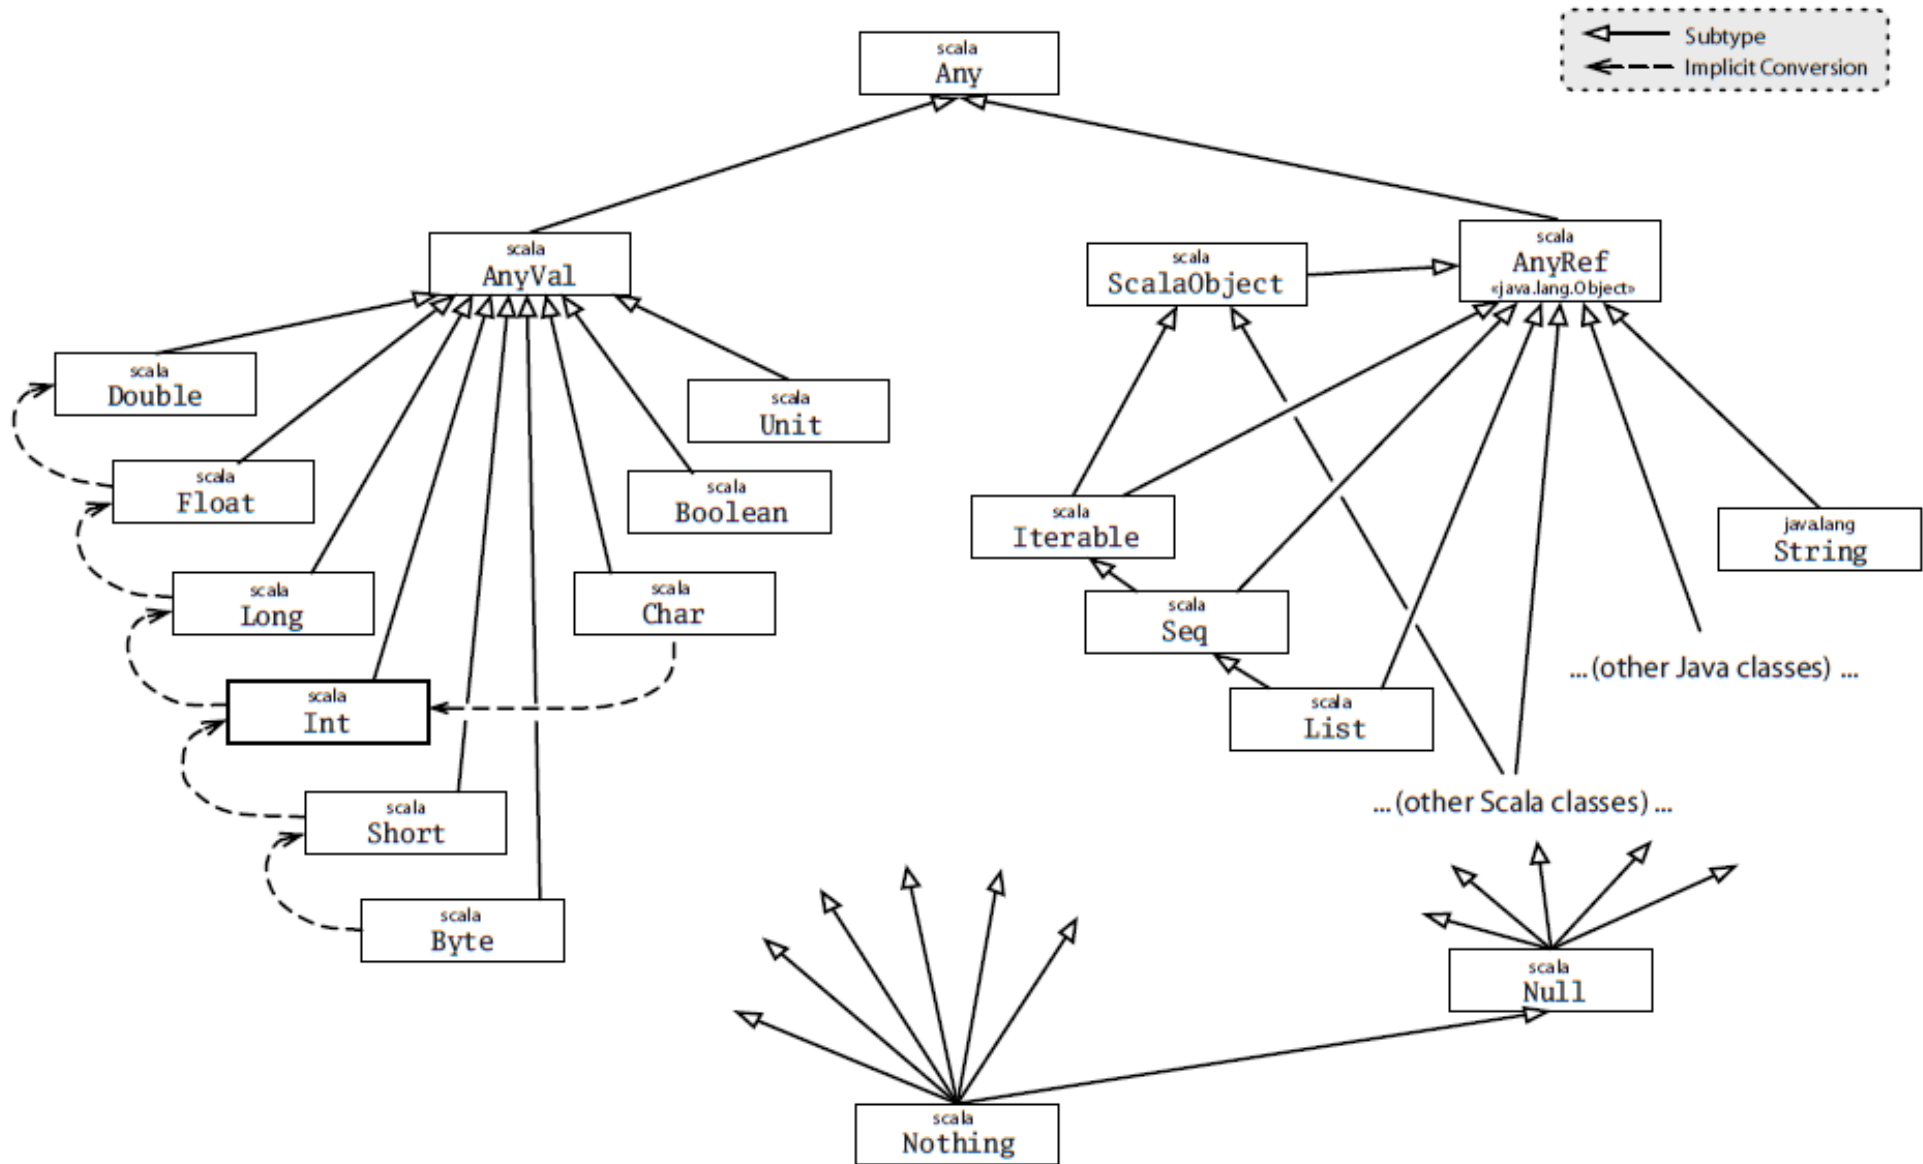 scala
Any
Subtype
Implicit Conversion
scala
AnyVal
scala
ScalaObject
scala
AnyRef
«java.lang.Object»
scala
Double
scala
Unit
scala
Float
scala
Boolean
scala
Iterable
java.lang
String
scala
Long
scala
Char
scala
Seq
... (other Java classes) ...
scala
Int
scala
List
scala
Short
... (other Scala classes) ...
scala
Byte
scala
Null
scala
Nothing